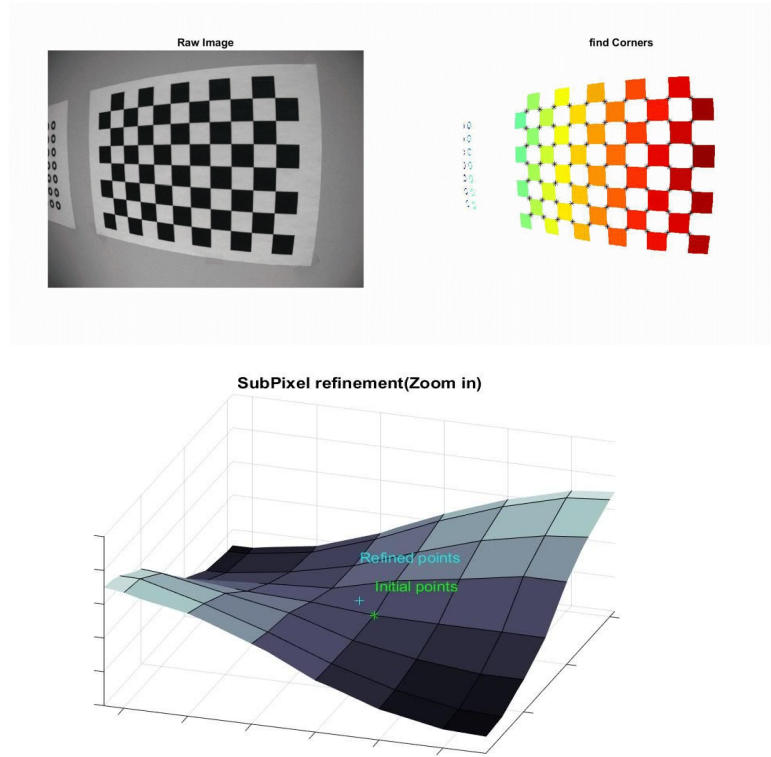 Raw Image
find Corners
SubPixel refinement(Zoom in)
Refined points
Initial points